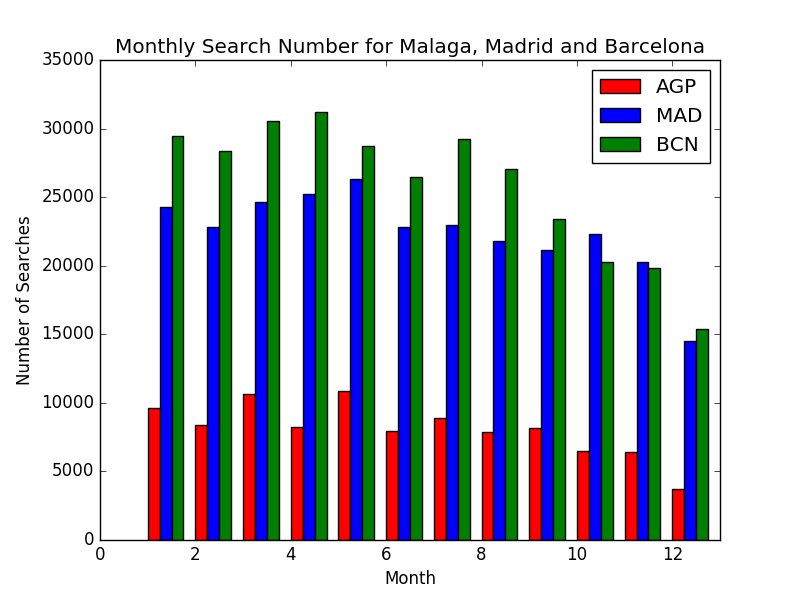 Monthly Search Number for Malaga, Madrid and Barcelona
35000
30000
25000
20000
15000
10000
5000
0
Number of Searches
AGP
MAD
BCN
0 2 4 6 8 10 12
Month